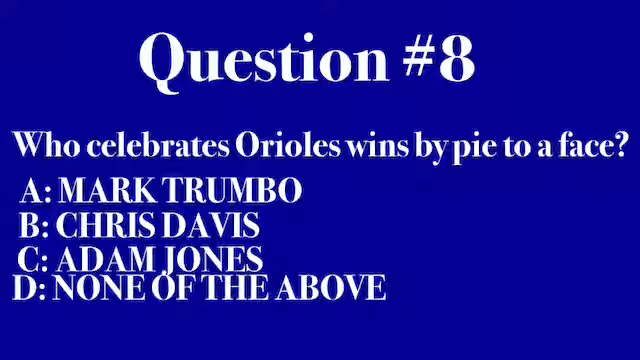 Question #8
Who celebrates Orioles wins by pie to a face?
A: MARK TRUMBO
B: CHRIS DAVIS
C: ADAM JONES
D: NONE OF THE ABOVE